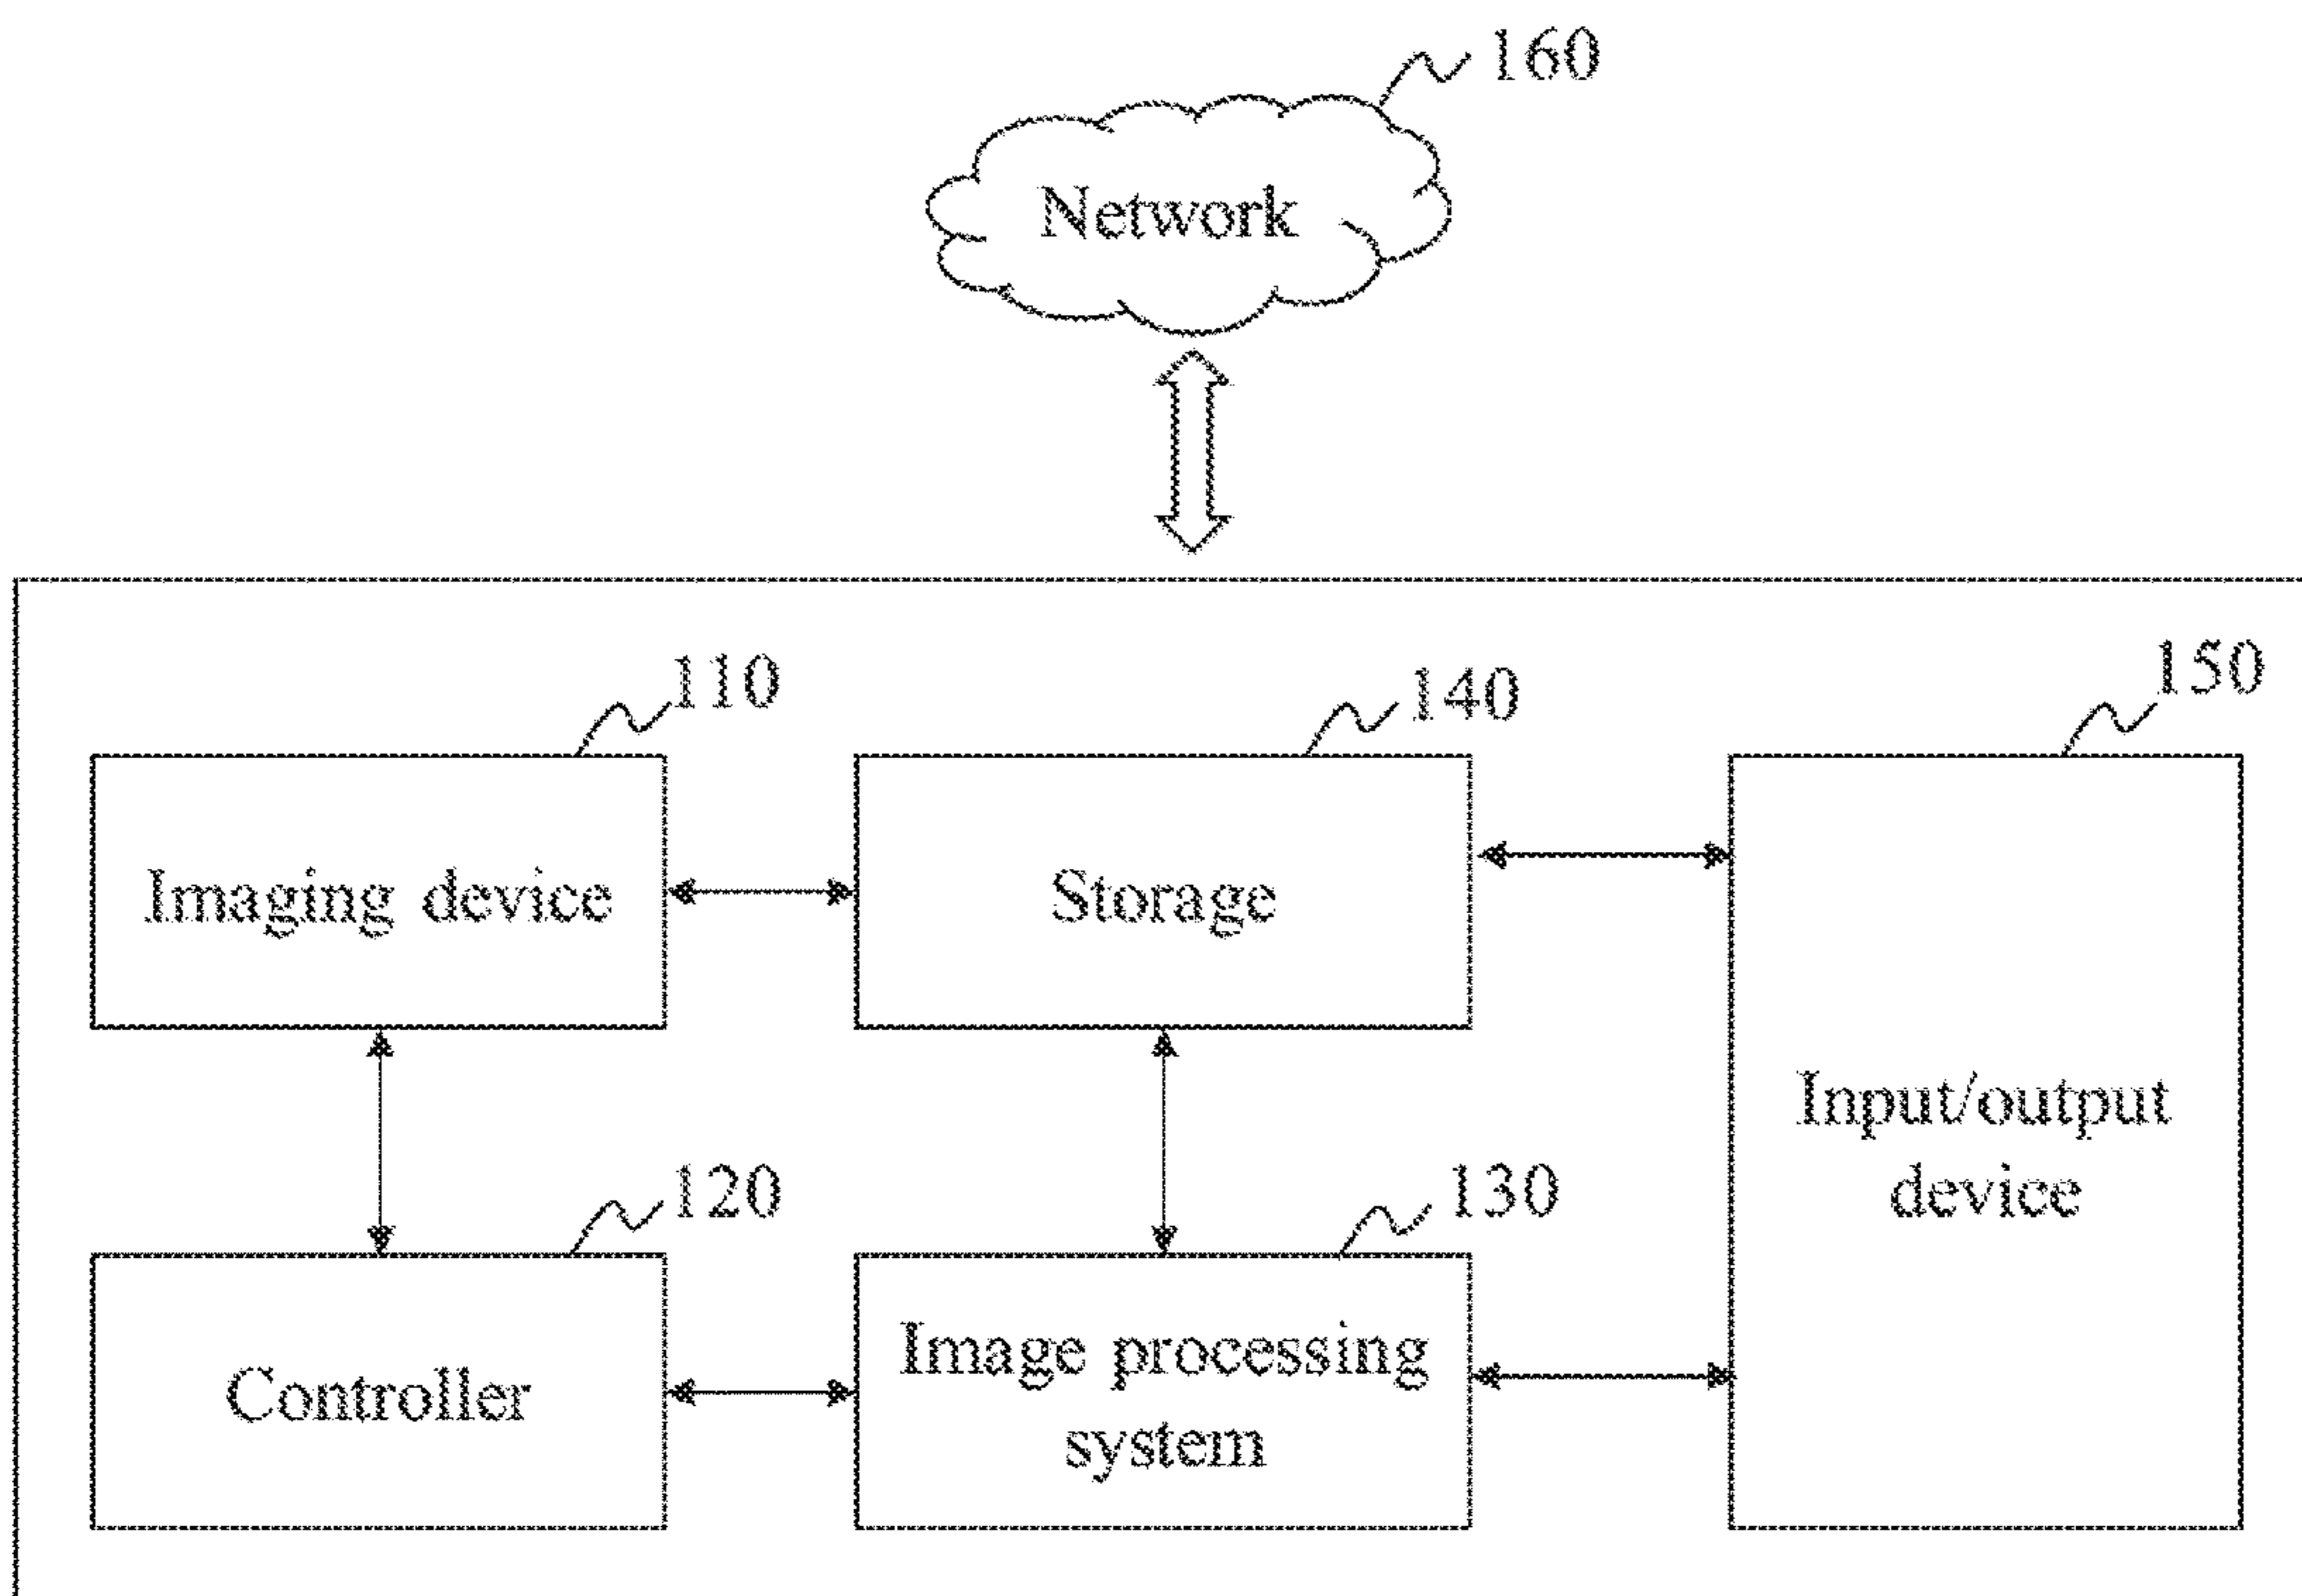 160
Network
110
140
150
Imaging device
Storage
Input/output
device
120
130
Controller
Image processing
system